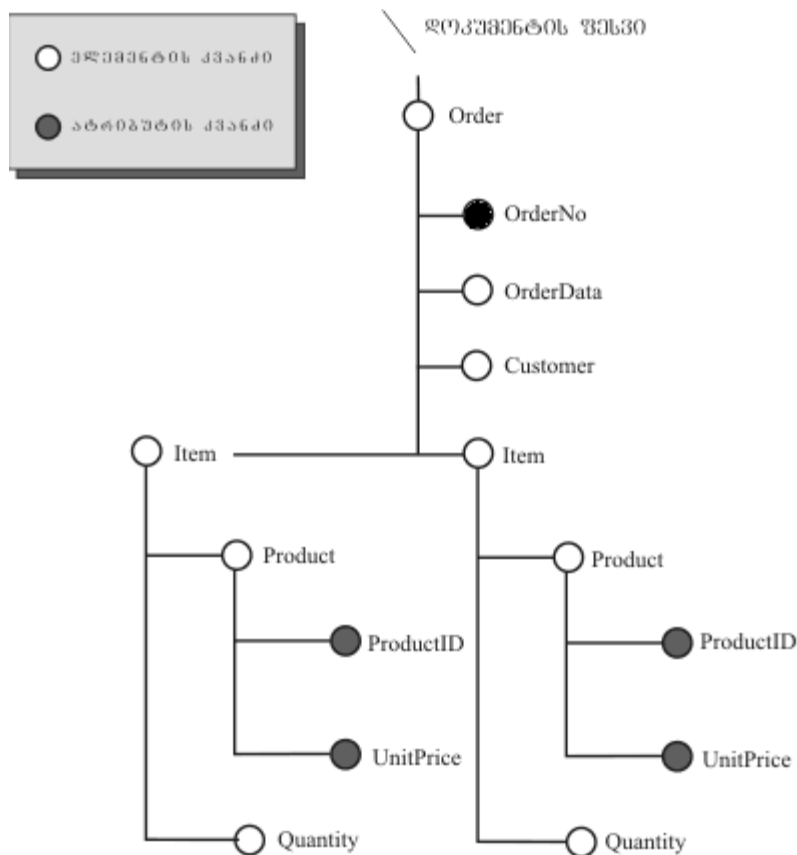 დოკუმენტის ფესვი
ელემენტის კვანძი
ატრიბუტის კვანძი
Order
OrderNo
OrderData
Customer
Item
Item
Product
Product
ProductID
ProductID
UnitPrice
UnitPrice
Quantity
Quantity